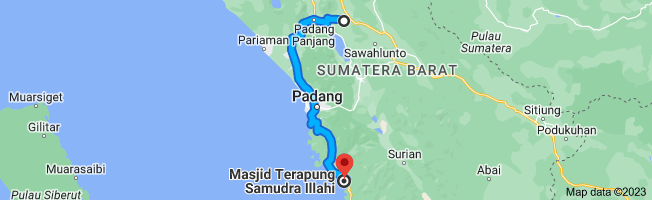 Padang
Panjang
Pariaman
Sawahlunto
Pulau
Sumatera
SUMATERA BARAT
Muarsiget
Padang
Sitiung
Gilitar
Podukuhan
Surian
Muarasaibi
Masjid Terapung
Samudra Illahi
Abai
Pulau Siberut
Map data ©2023